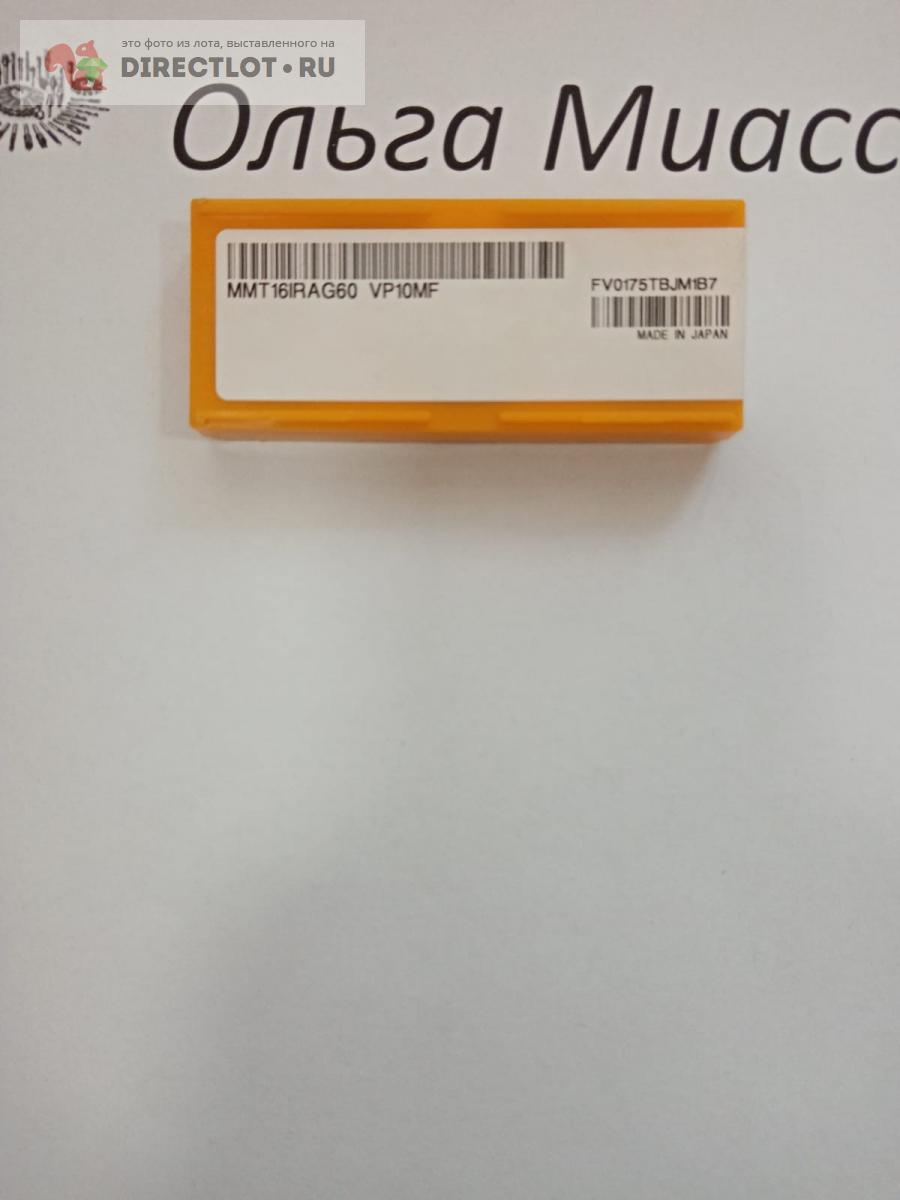 это фото из лота, выставленного на
DIRECTLOT•RU
Ольга Миасс
MMT16IRAG60 VP10MF
FV0175TBJM1B7
MADE IN JAPAN